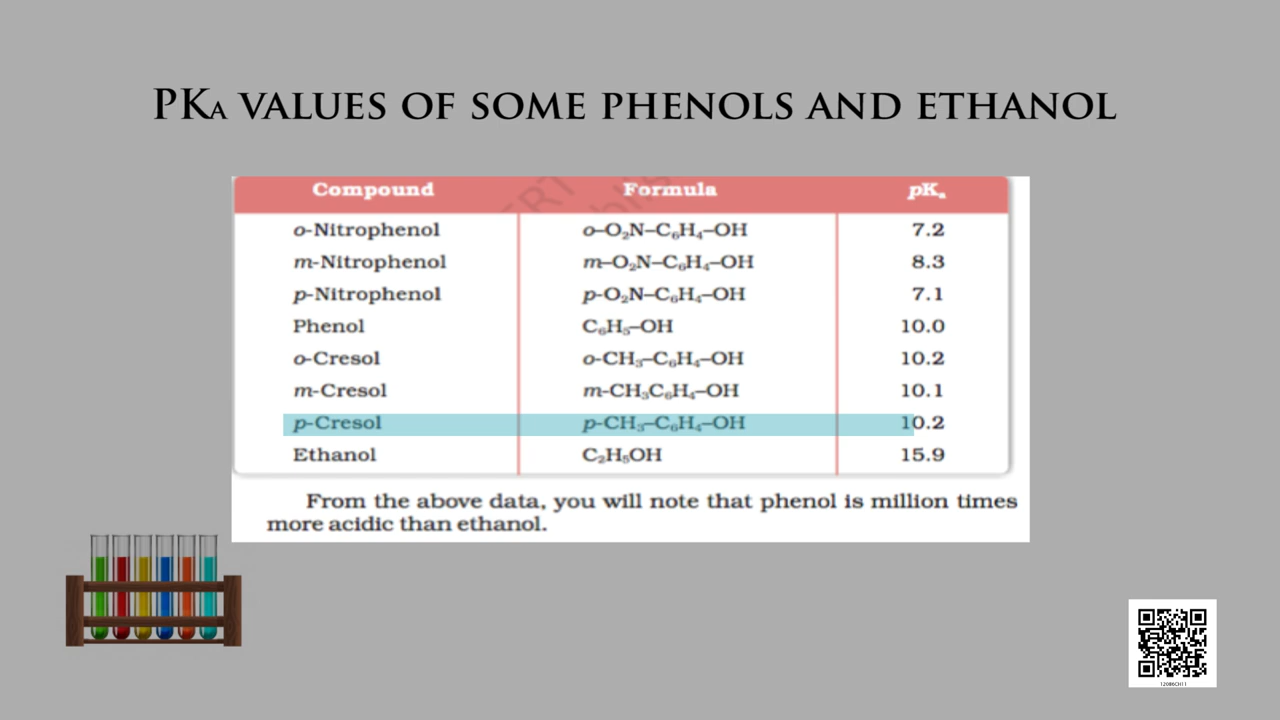 PKA VALUES OF SOME PHENOLS AND ETHANOL
Compound Formula pKₐ
o-Nitrophenol o–O₂N–C₆H₄–OH 7.2
m-Nitrophenol m–O₂N–C₆H₄–OH 8.3
p-Nitrophenol p-O₂N–C₆H₄–OH 7.1
Phenol C₆H₅–OH 10.0
o-Cresol o-CH₃–C₆H₄–OH 10.2
m-Cresol m-CH₃C₆H₄–OH 10.1
p-Cresol p-CH₃–C₆H₄–OH 10.2
Ethanol C₂H₅OH 15.9
From the above data, you will note that phenol is million times
more acidic than ethanol.
12086CH11